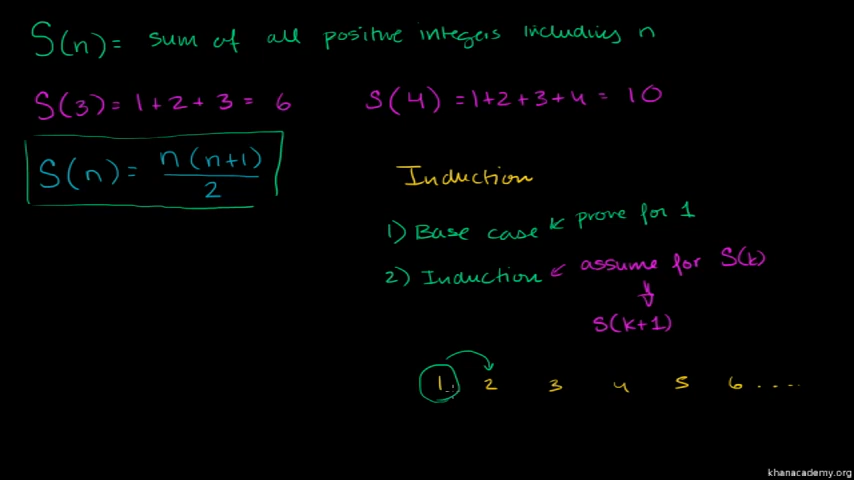 S(n) = sum of all positive integers including n
S(3) = 1+2+3 = 6
S(4) = 1+2+3+4 = 10
S(n) = n(n+1)/2
Induction
1) Base case ← prove for 1
2) Induction ← assume for S(k)
⇓
S(k+1)
1 2 3 4 5 6 ....
khanacademy.org